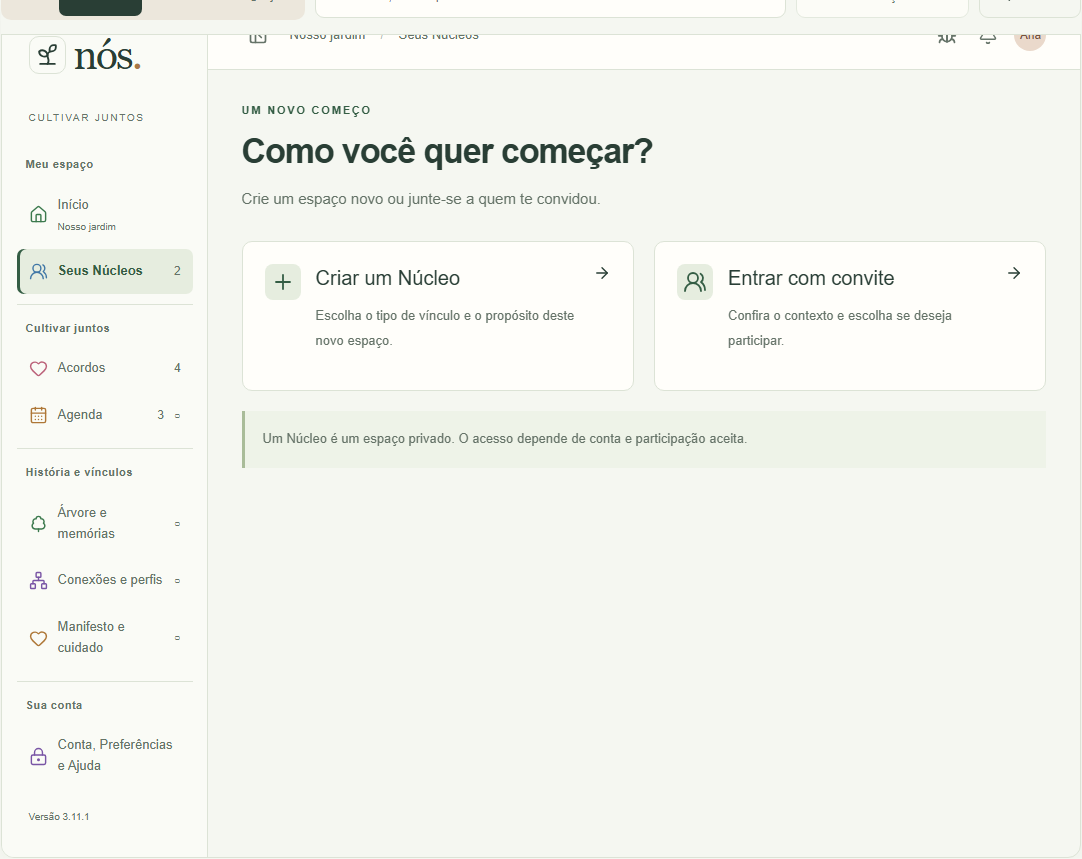 nós.
Nosso jardim / Seus Núcleos
Ana
CULTIVAR JUNTOS
Meu espaço
Início
Nosso jardim
Seus Núcleos 2
Cultivar juntos
Acordos 4
Agenda 3
História e vínculos
Árvore e
memórias
Conexões e perfis
Manifesto e
cuidado
Sua conta
Conta, Preferências
e Ajuda
Versão 3.11.1
UM NOVO COMEÇO
Como você quer começar?
Crie um espaço novo ou junte-se a quem te convidou.
Criar um Núcleo
Escolha o tipo de vínculo e o propósito deste
novo espaço.
Entrar com convite
Confira o contexto e escolha se deseja
participar.
Um Núcleo é um espaço privado. O acesso depende de conta e participação aceita.